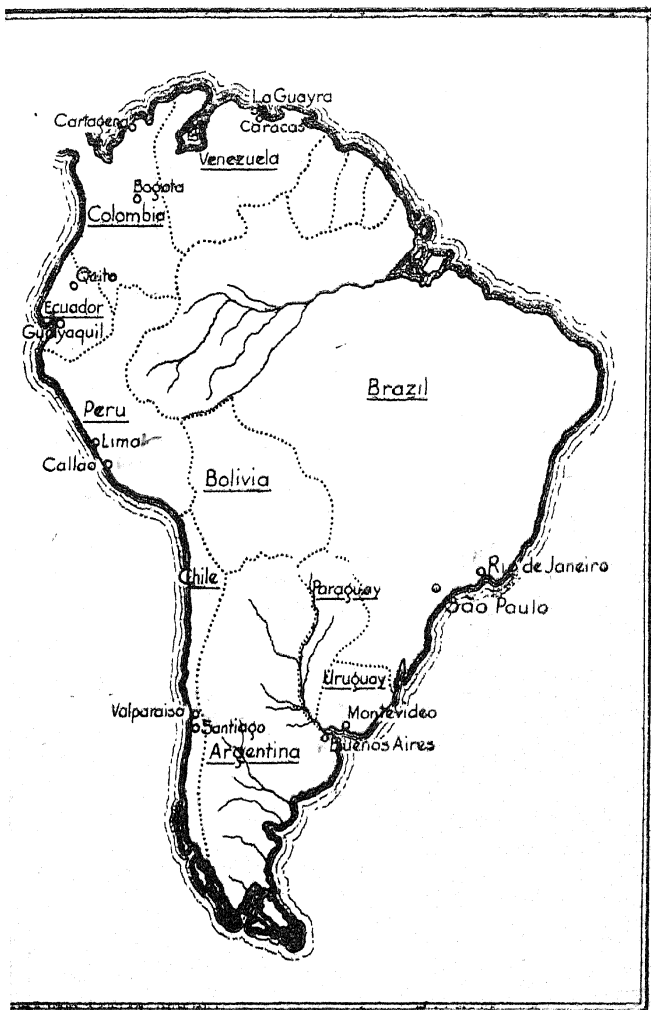 La Guayra
Cartagena
Caracas
Venezuela
Bogota
Colombia
Quito
Ecuador
Guayaquil
Brazil
Peru
Lima
Callao
Bolivia
Rio de Janeiro
Chile
Paraguay
São Paulo
Uruguay
Valparaiso
Montevideo
Santiago
Buenos Aires
Argentina